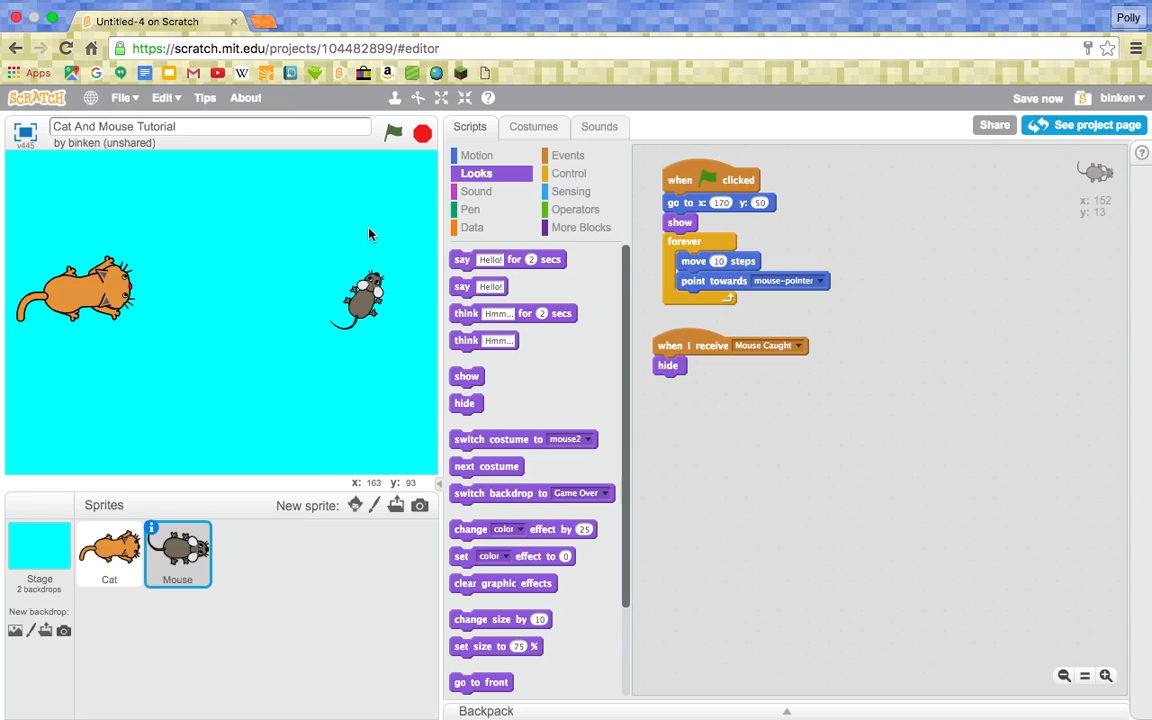 Untitled-4 on Scratch
Polly
https://scratch.mit.edu/projects/104482899/#editor
Apps
SCRATCH
File
Edit
Tips
About
Save now
binken
v445
Cat And Mouse Tutorial
by binken (unshared)
Scripts
Costumes
Sounds
Share
See project page
Motion
Events
Looks
Control
Sound
Sensing
Pen
Operators
Data
More Blocks
say Hello! for 2 secs
say Hello!
think Hmm... for 2 secs
think Hmm...
show
hide
switch costume to mouse2
next costume
switch backdrop to Game Over
change color effect by 25
set color effect to 0
clear graphic effects
change size by 10
set size to 75 %
go to front
when clicked
go to x: 170 y: 50
show
forever
move 10 steps
point towards mouse-pointer
when I receive Mouse Caught
hide
x: 152
y: 13
x: 163 y: 93
Sprites
New sprite:
Stage
2 backdrops
New backdrop:
Cat
Mouse
Backpack